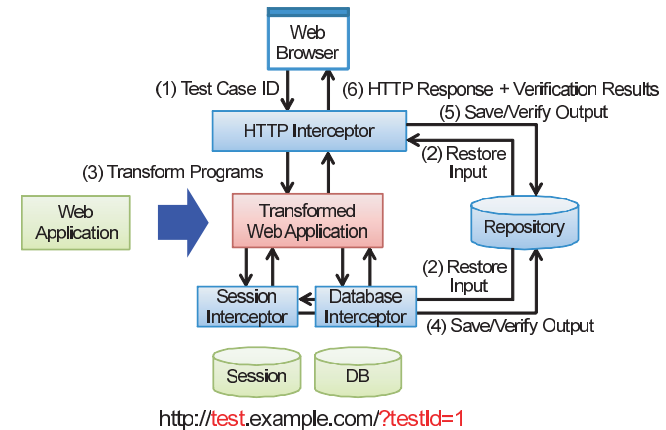 Web
Browser
(1) Test Case ID
(6) HTTP Response + Verification Results
(5) Save/Verify Output
HTTP Interceptor
(2) Restore
Input
(3) Transform Programs
Web
Application
Transformed
Web Application
Repository
(2) Restore
Input
Session
Interceptor
Database
Interceptor
(4) Save/Verify Output
Session
DB
http://test.example.com/?testId=1